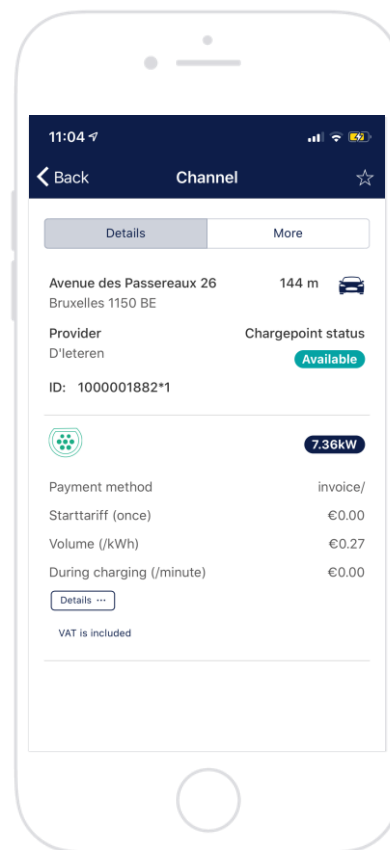 11:04
Back
Channel
Details
More
Avenue des Passereaux 26
144 m
Bruxelles 1150 BE
Provider
Chargepoint status
D'Ieteren
Available
ID: 1000001882*1
7.36kW
Payment method
invoice/
Starttariff (once)
€0.00
Volume (/kWh)
€0.27
During charging (/minute)
€0.00
Details ···
VAT is included